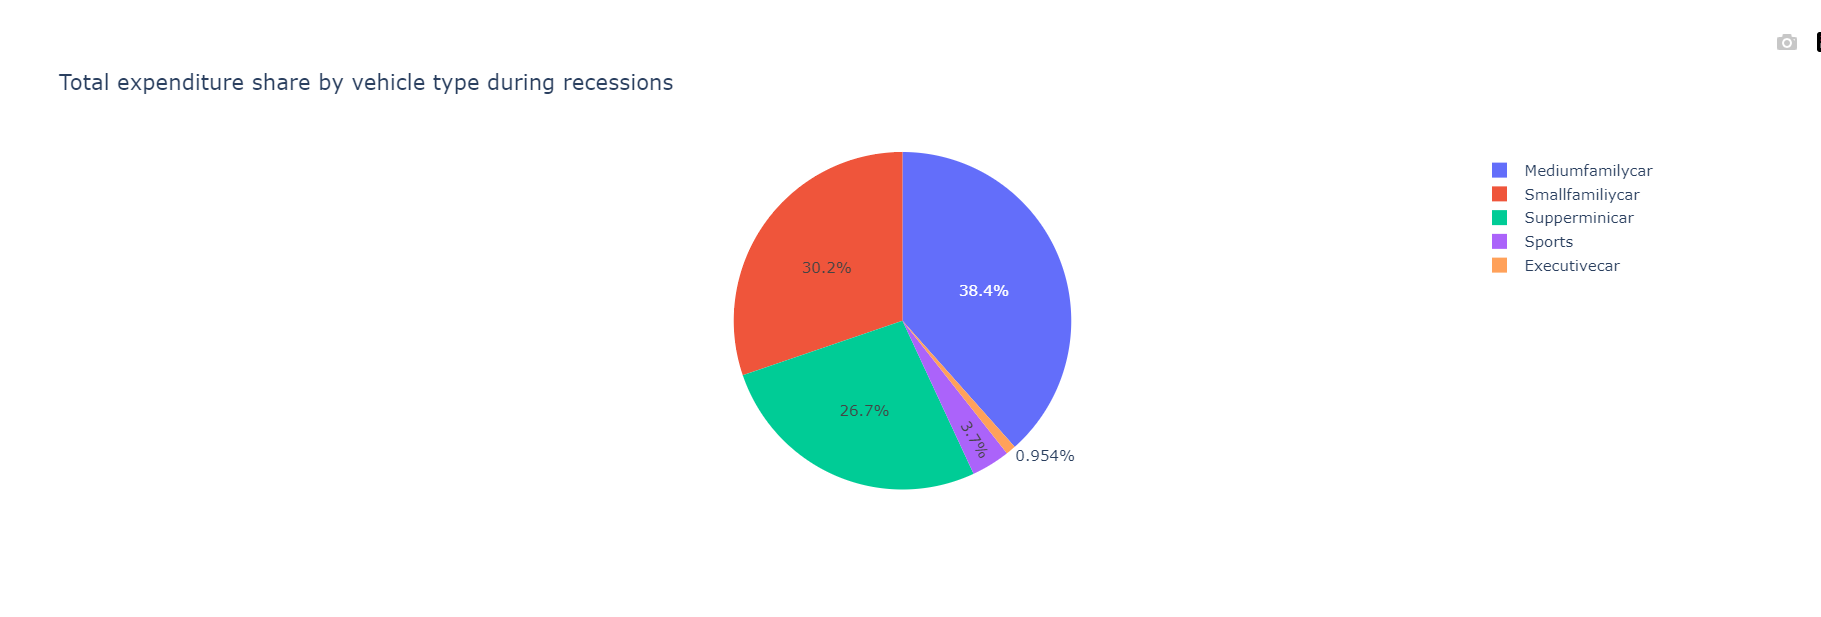 Total expenditure share by vehicle type during recessions
Mediumfamilycar
Smallfamiliycar
Supperminicar
Sports
Executivecar
30.2%
38.4%
26.7%
3.7%
0.954%